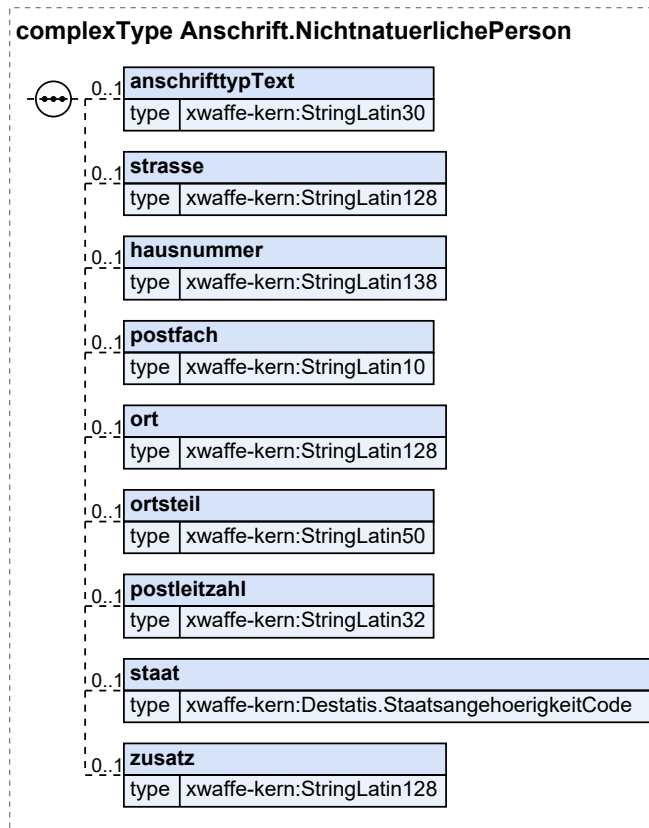 complexType Anschrift.NichtnatuerlichePerson
0..1 anschrifttypText
type xwaffe-kern:StringLatin30
0..1 strasse
type xwaffe-kern:StringLatin128
0..1 hausnummer
type xwaffe-kern:StringLatin138
0..1 postfach
type xwaffe-kern:StringLatin10
0..1 ort
type xwaffe-kern:StringLatin128
0..1 ortsteil
type xwaffe-kern:StringLatin50
0..1 postleitzahl
type xwaffe-kern:StringLatin32
0..1 staat
type xwaffe-kern:Destatis.StaatsangehoerigkeitCode
0..1 zusatz
type xwaffe-kern:StringLatin128